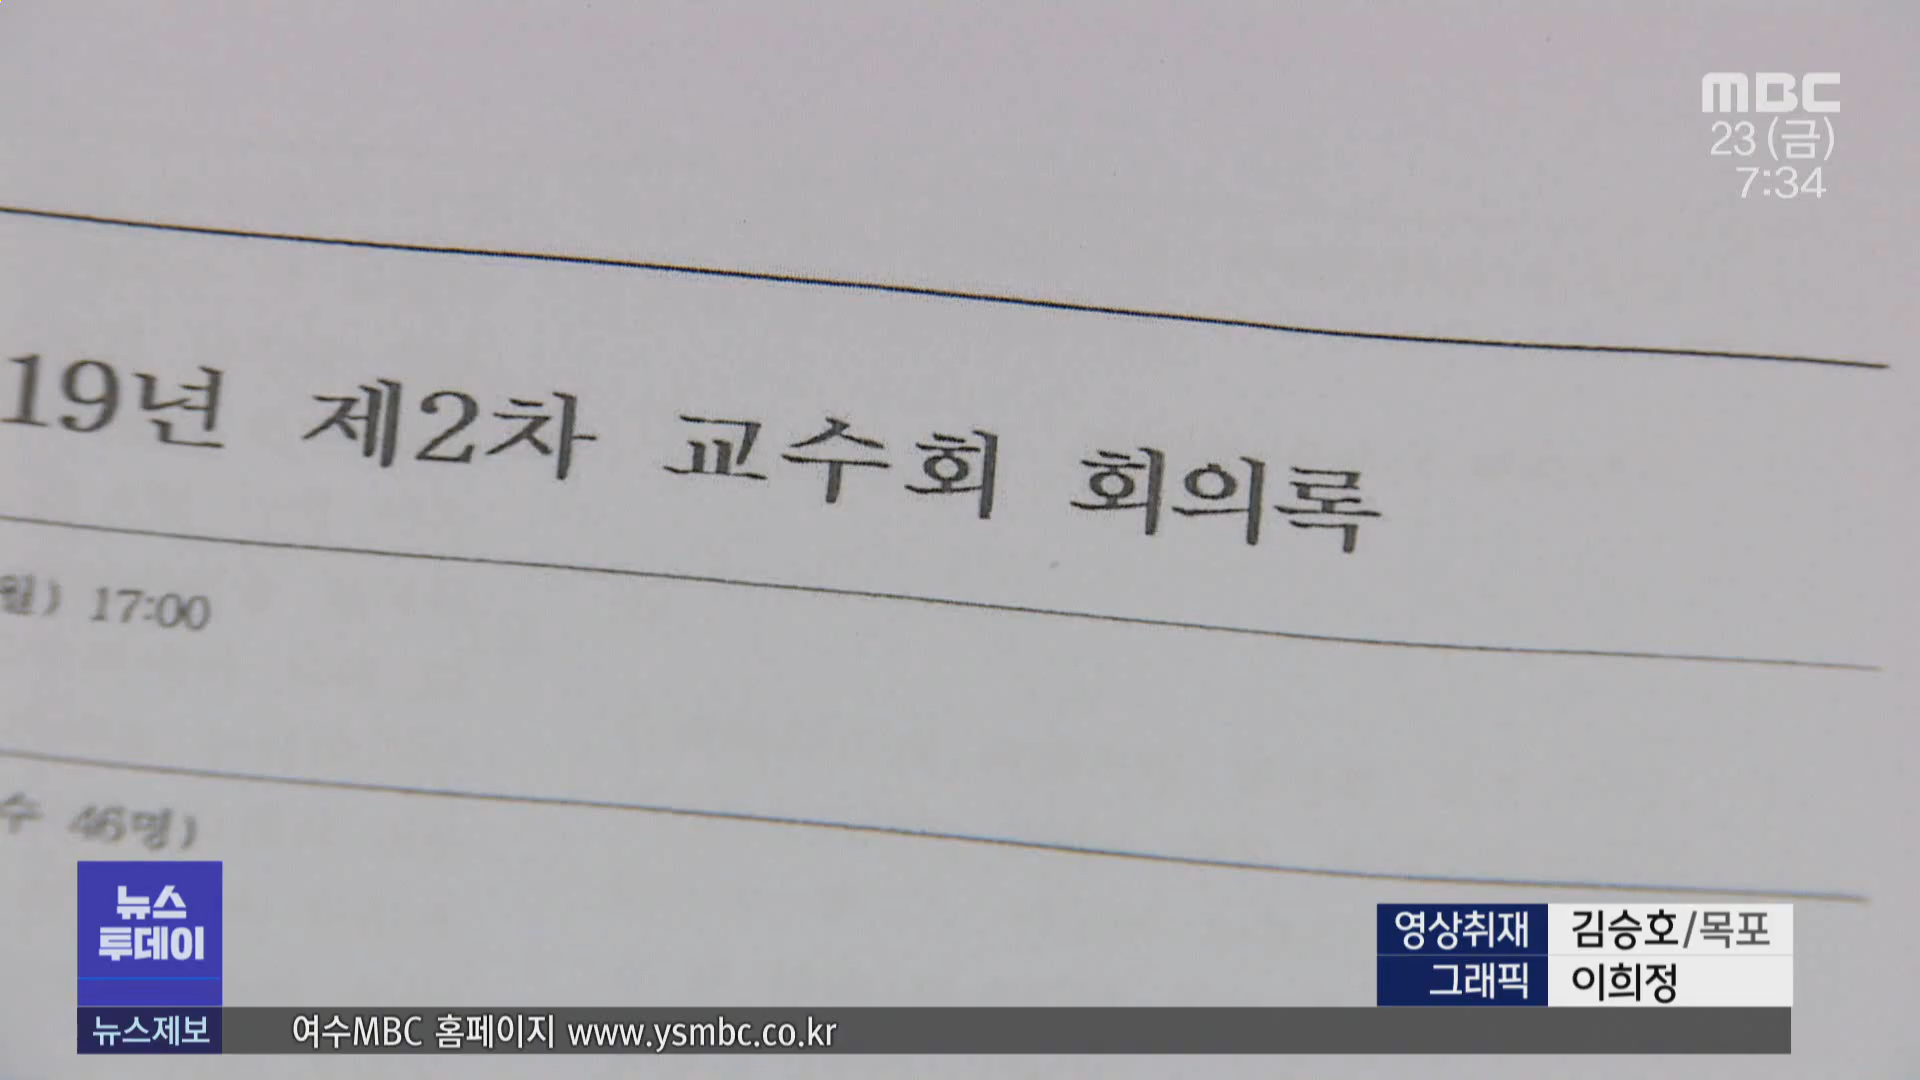 MBC
23 (금)
7:34
19년 제2차 교수회 회의록
월) 17:00
수 46명)
뉴스
투데이
영상취재 김승호/목포
그래픽 이희정
뉴스제보 여수MBC 홈페이지 www.ysmbc.co.kr